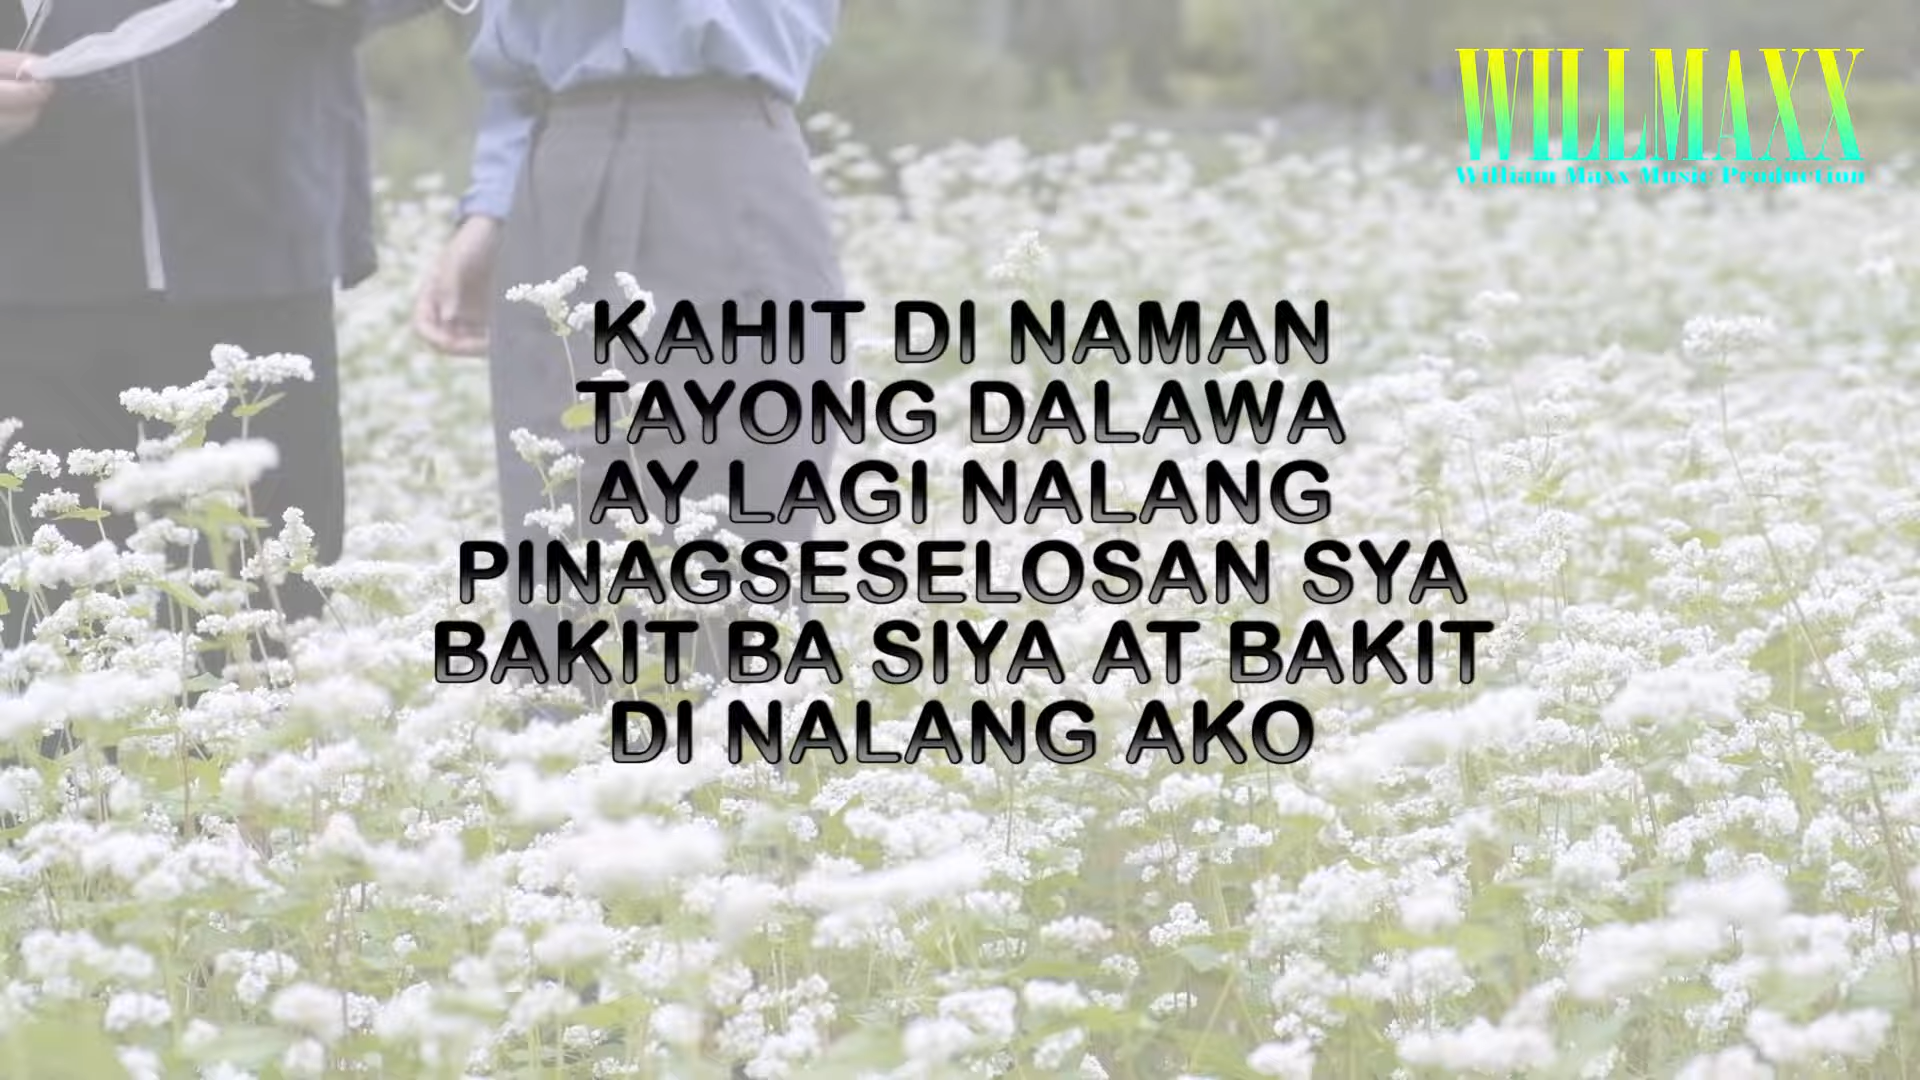 WILLMAXX
William Maxx Music Production
KAHIT DI NAMAN
TAYONG DALAWA
AY LAGI NALANG
PINAGSESELOSAN SYA
BAKIT BA SIYA AT BAKIT
DI NALANG AKO